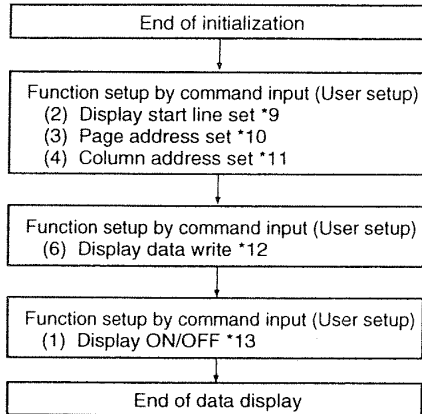 End of initialization
Function setup by command input (User setup)
(2) Display start line set *9
(3) Page address set *10
(4) Column address set *11
Function setup by command input (User setup)
(6) Display data write *12
Function setup by command input (User setup)
(1) Display ON/OFF *13
End of data display